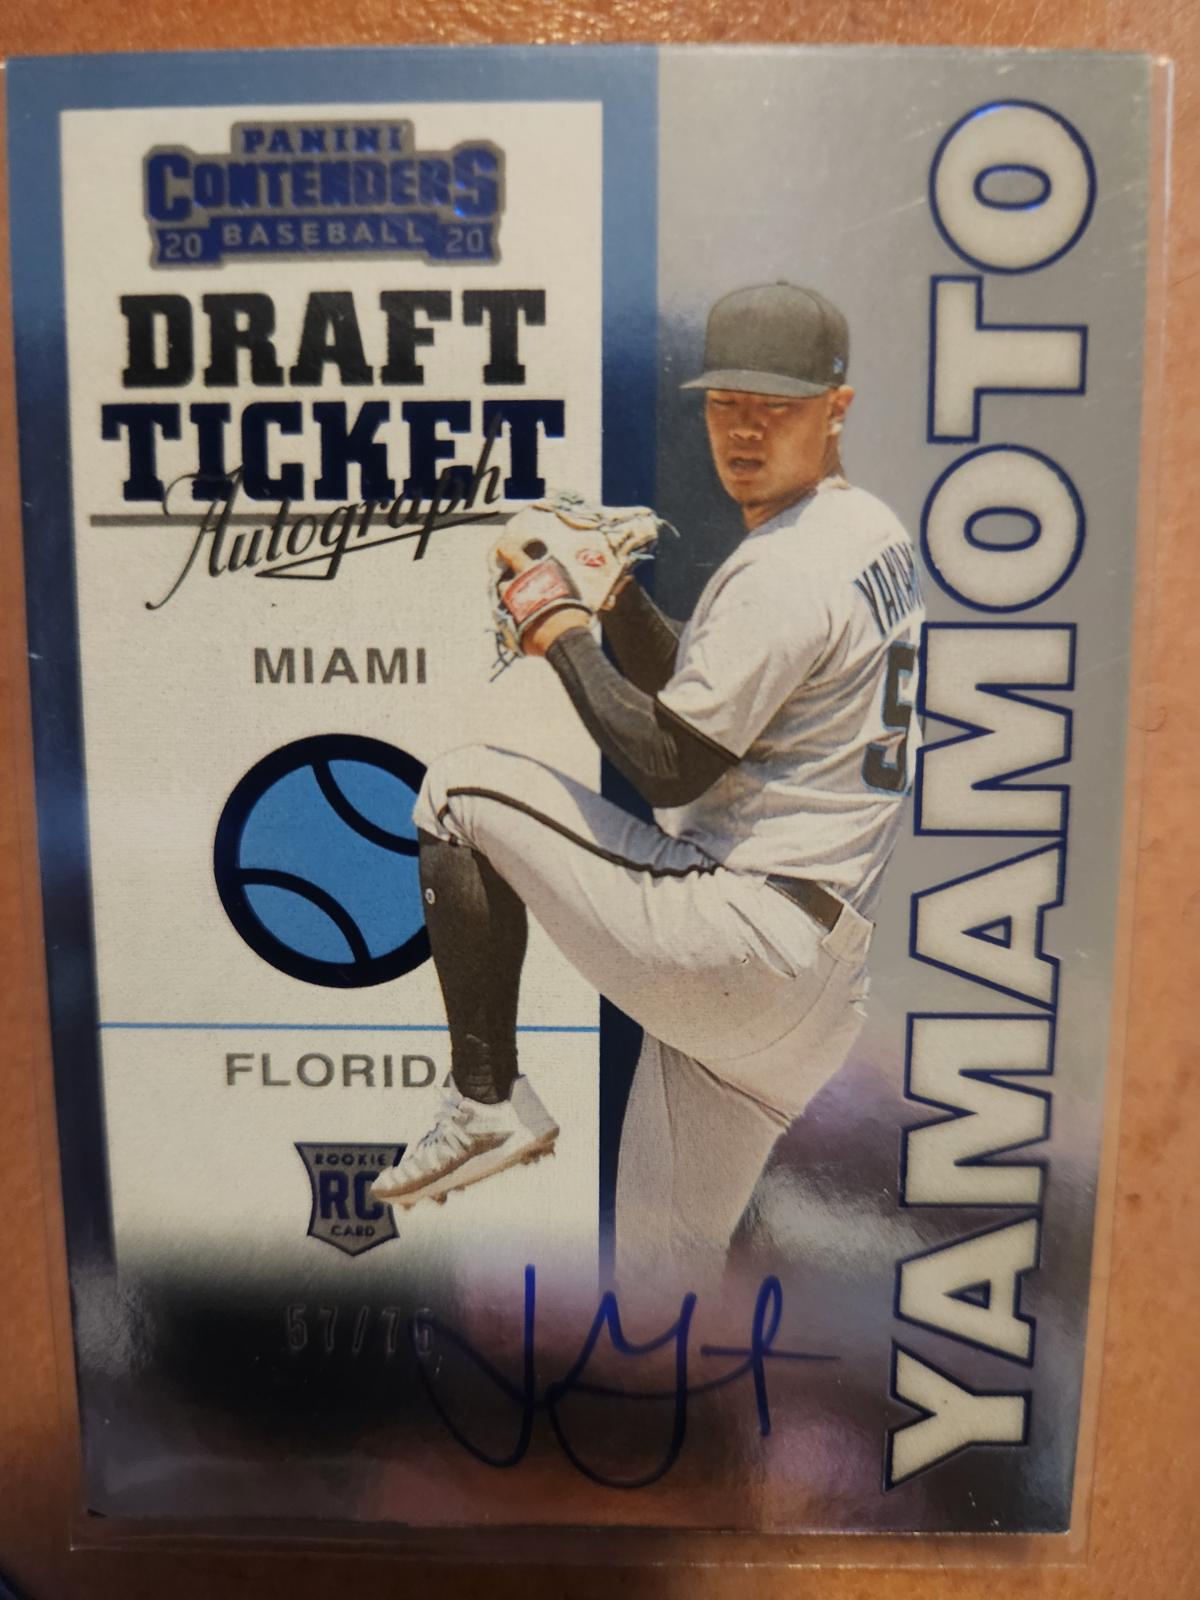 PANINI
CONTENDERS
20 BASEBALL 20
DRAFT
TICKET
Autograph
MIAMI
FLORIDA
ROOKIE
RC
CARD
57/75
YAMAMOTO